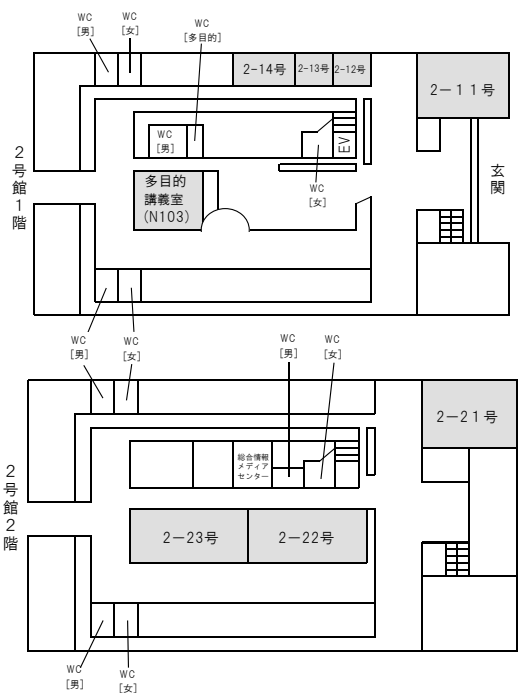 WC
[男]
WC
[女]
WC
[多目的]
2-14号
2-13号
2-12号
2－11号
WC
[男]
EV
2号館1階
多目的
講義室
(N103)
WC
[女]
玄関
WC
[男]
WC
[女]
WC
[男]
WC
[女]
2－21号
総合情報
メディア
センター
2号館2階
2－23号
2－22号
WC
[男]
WC
[女]